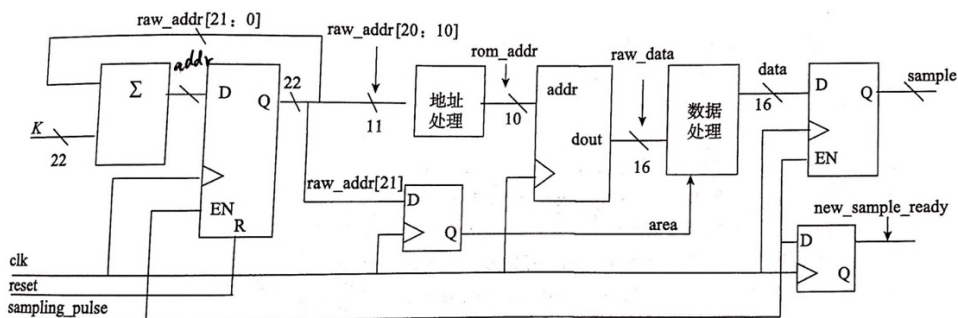 raw_addr[21：0]
raw_addr[20：10]
rom_addr
raw_data
addr
Σ
D
Q
22
11
地址
处理
10
addr
dout
16
数据
处理
data
16
D
Q
sample
K
22
EN
EN
R
raw_addr[21]
D
Q
area
new_sample_ready
D
Q
clk
reset
sampling_pulse